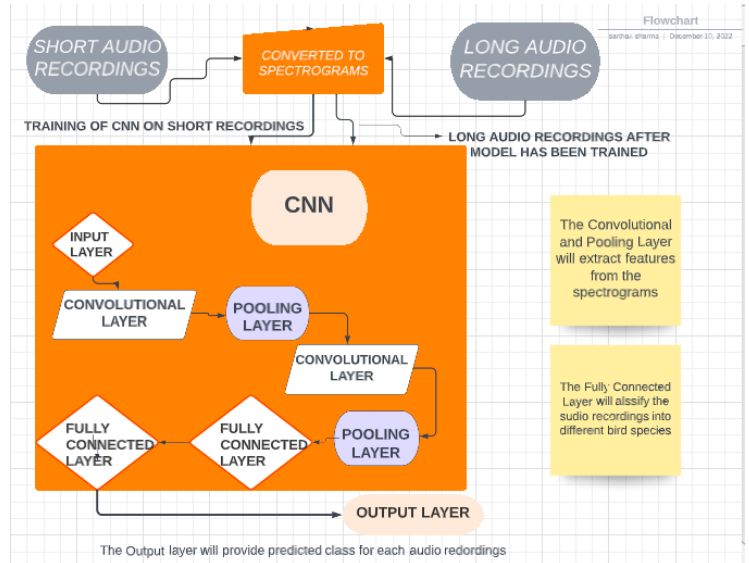 Flowchart
sarthak sharma | December 10, 2022
SHORT AUDIO
RECORDINGS
CONVERTED TO
SPECTROGRAMS
LONG AUDIO
RECORDINGS
TRAINING OF CNN ON SHORT RECORDINGS
LONG AUDIO RECORDINGS AFTER
MODEL HAS BEEN TRAINED
CNN
INPUT
LAYER
CONVOLUTIONAL
LAYER
POOLING
LAYER
CONVOLUTIONAL
LAYER
POOLING
LAYER
FULLY
CONNECTED
LAYER
FULLY
CONNECTED
LAYER
OUTPUT LAYER
The Output layer will provide predicted class for each audio redordings
The Convolutional
and Pooling Layer
will extract features
from the
spectrograms
The Fully Connected
Layer will alssify the
sudio recordings into
different bird species